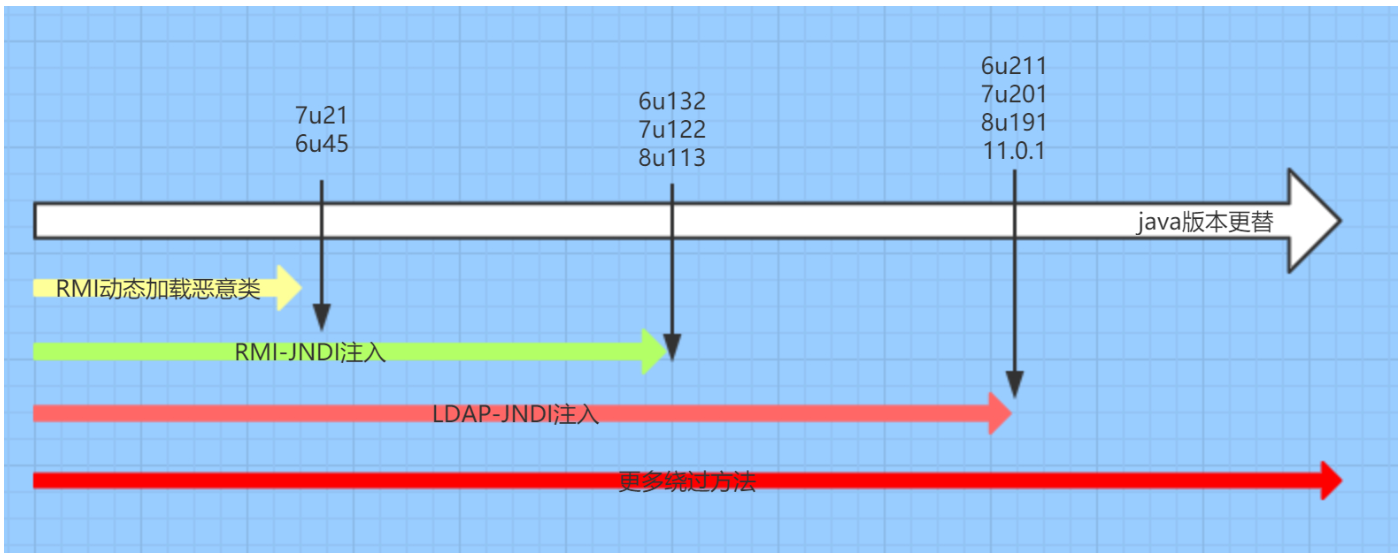 7u21
6u45
6u132
7u122
8u113
6u211
7u201
8u191
11.0.1
java版本更替
RMI动态加载恶意类
RMI-JNDI注入
LDAP-JNDI注入
更多绕过方法